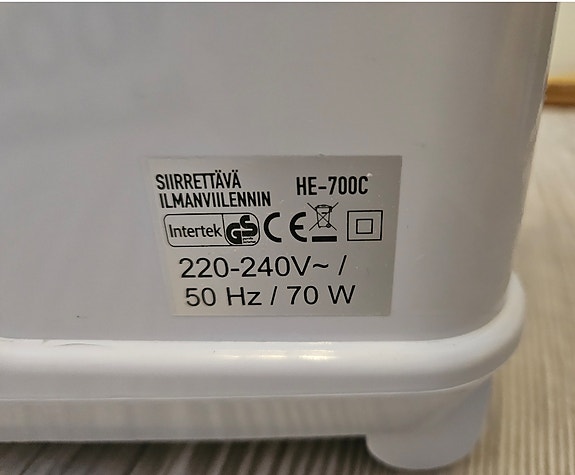 SIIRRETTÄVÄ
ILMANVIILENNIN HE-700C
Intertek GS CE
220-240V~ /
50 Hz / 70 W